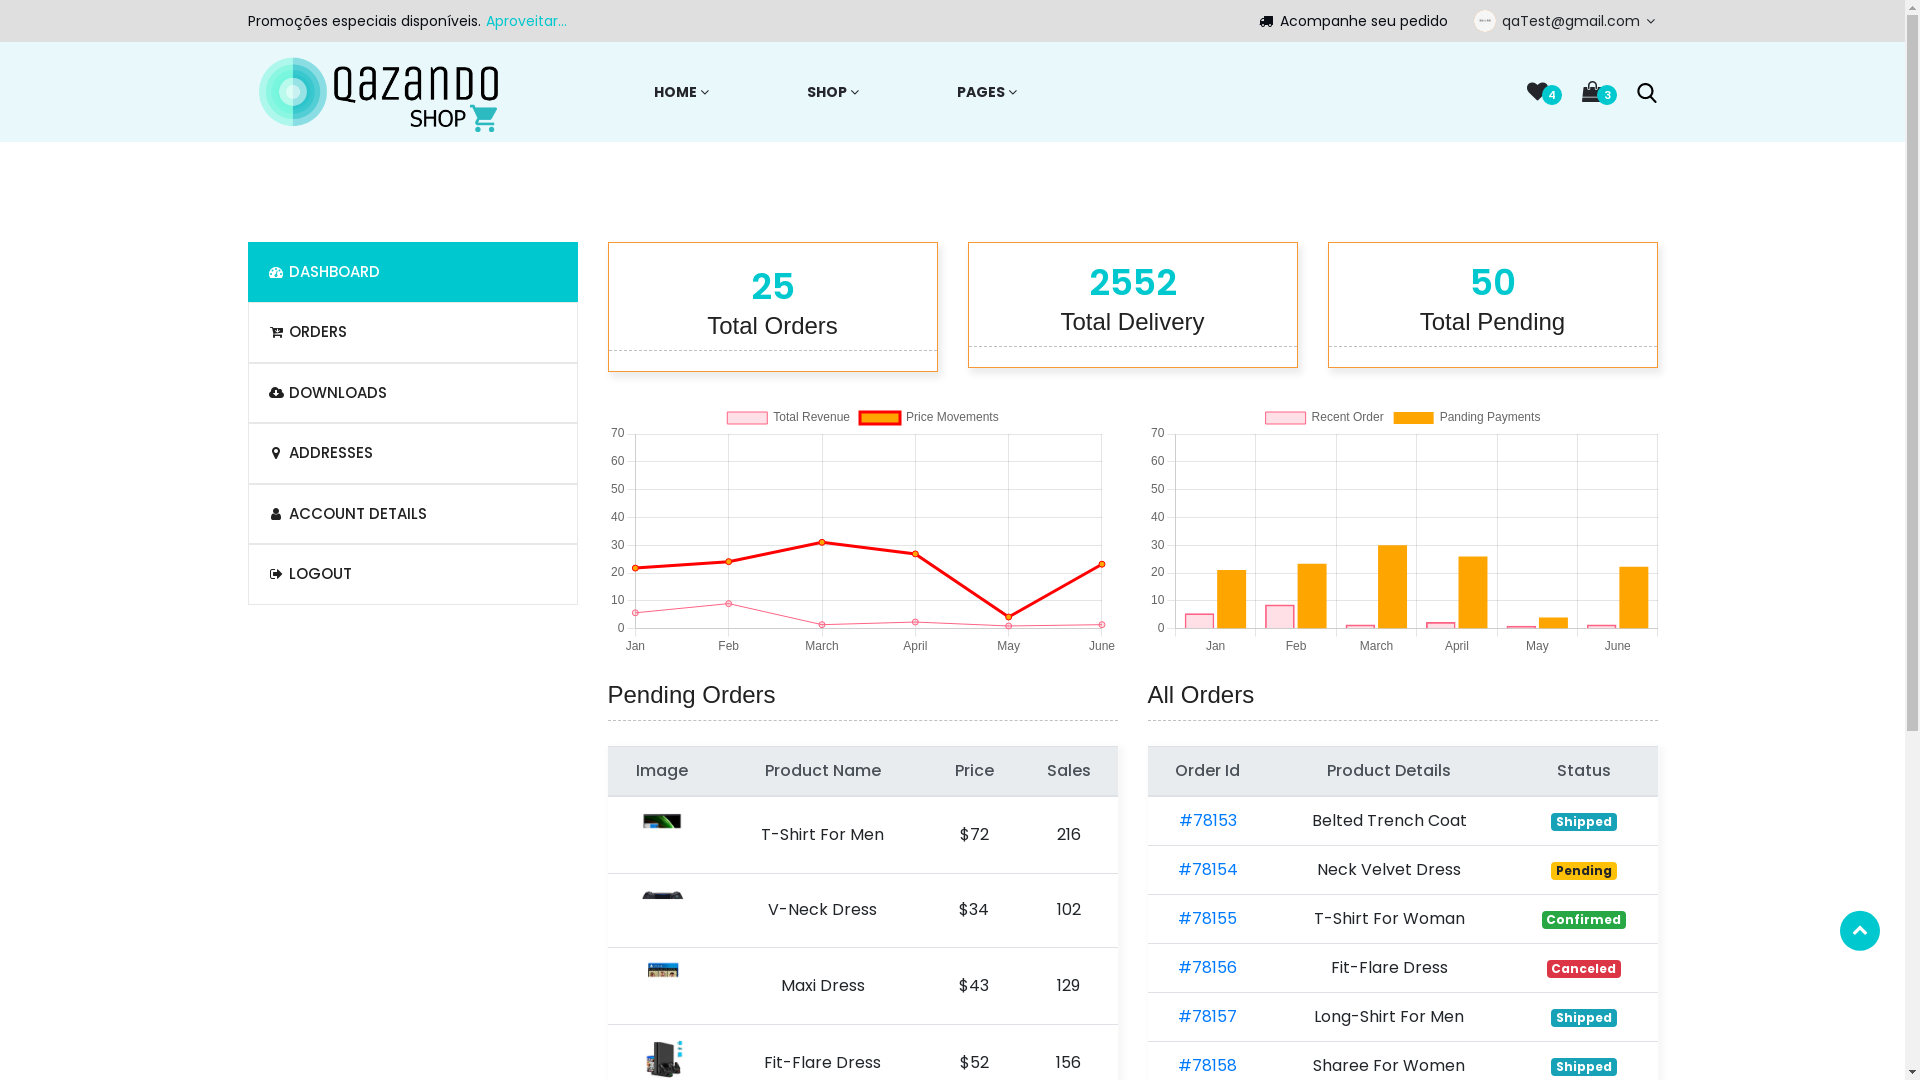 Promoções especiais disponíveis. Aproveitar...
Acompanhe seu pedido
qaTest@gmail.com
Qazando
SHOP
HOME
SHOP
PAGES
4
3
DASHBOARD
ORDERS
DOWNLOADS
ADDRESSES
ACCOUNT DETAILS
LOGOUT
25
Total Orders
2552
Total Delivery
50
Total Pending
Total Revenue Price Movements
70
60
50
40
30
20
10
0
Jan Feb March April May June
Recent Order Panding Payments
70
60
50
40
30
20
10
0
Jan Feb March April May June
Pending Orders
Image Product Name Price Sales
T-Shirt For Men $72 216
V-Neck Dress $34 102
Maxi Dress $43 129
Fit-Flare Dress $52 156
All Orders
Order Id Product Details Status
#78153 Belted Trench Coat Shipped
#78154 Neck Velvet Dress Pending
#78155 T-Shirt For Woman Confirmed
#78156 Fit-Flare Dress Canceled
#78157 Long-Shirt For Men Shipped
#78158 Sharee For Women Shipped